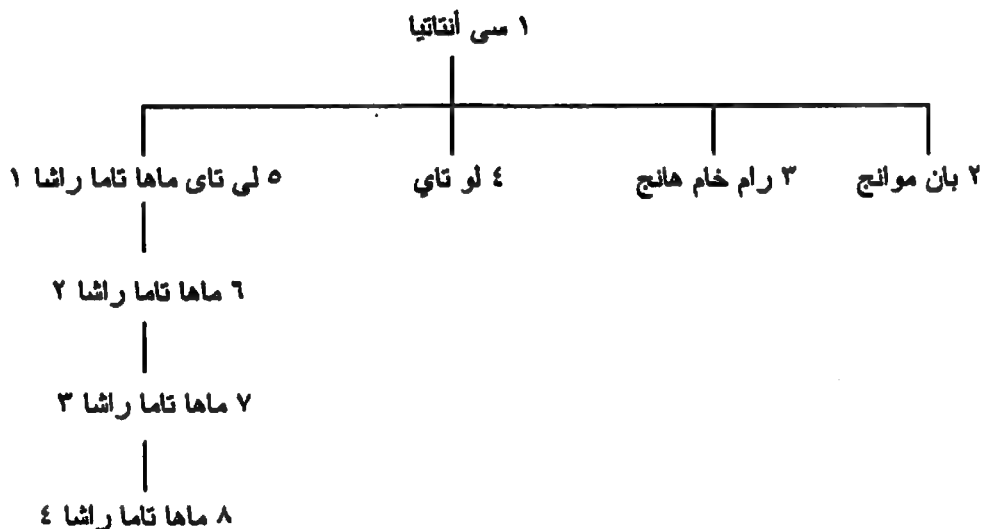 ١ سى أنتاتيا
٢ بان موانج ٣ رام خام هانج ٤ لو تاي ٥ لى تاى ماها تاما راشا ١
٦ ماها تاما راشا ٢
٧ ماها تاما راشا ٣
٨ ماها تاما راشا ٤